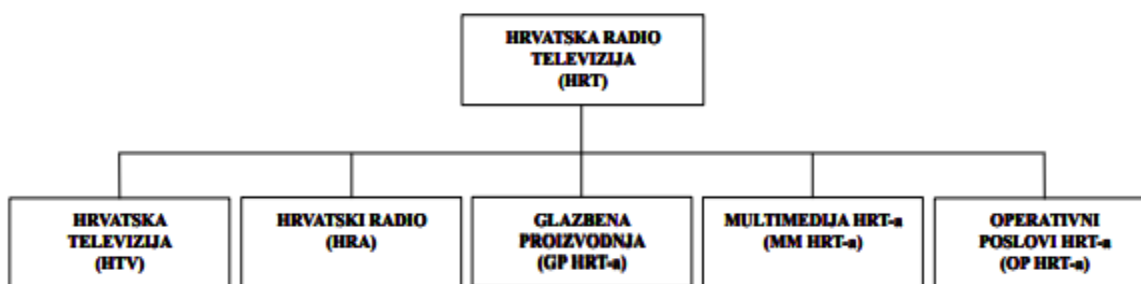 HRVATSKA RADIO
TELEVIZIJA
(HRT)
HRVATSKA
TELEVIZIJA
(HTV)
HRVATSKI RADIO
(HRA)
GLAZBENA
PROIZVODNJA
(GP HRT-a)
MULTIMEDIJA HRT-a
(MM HRT-a)
OPERATIVNI
POSLOVI HRT-a
(OP HRT-a)